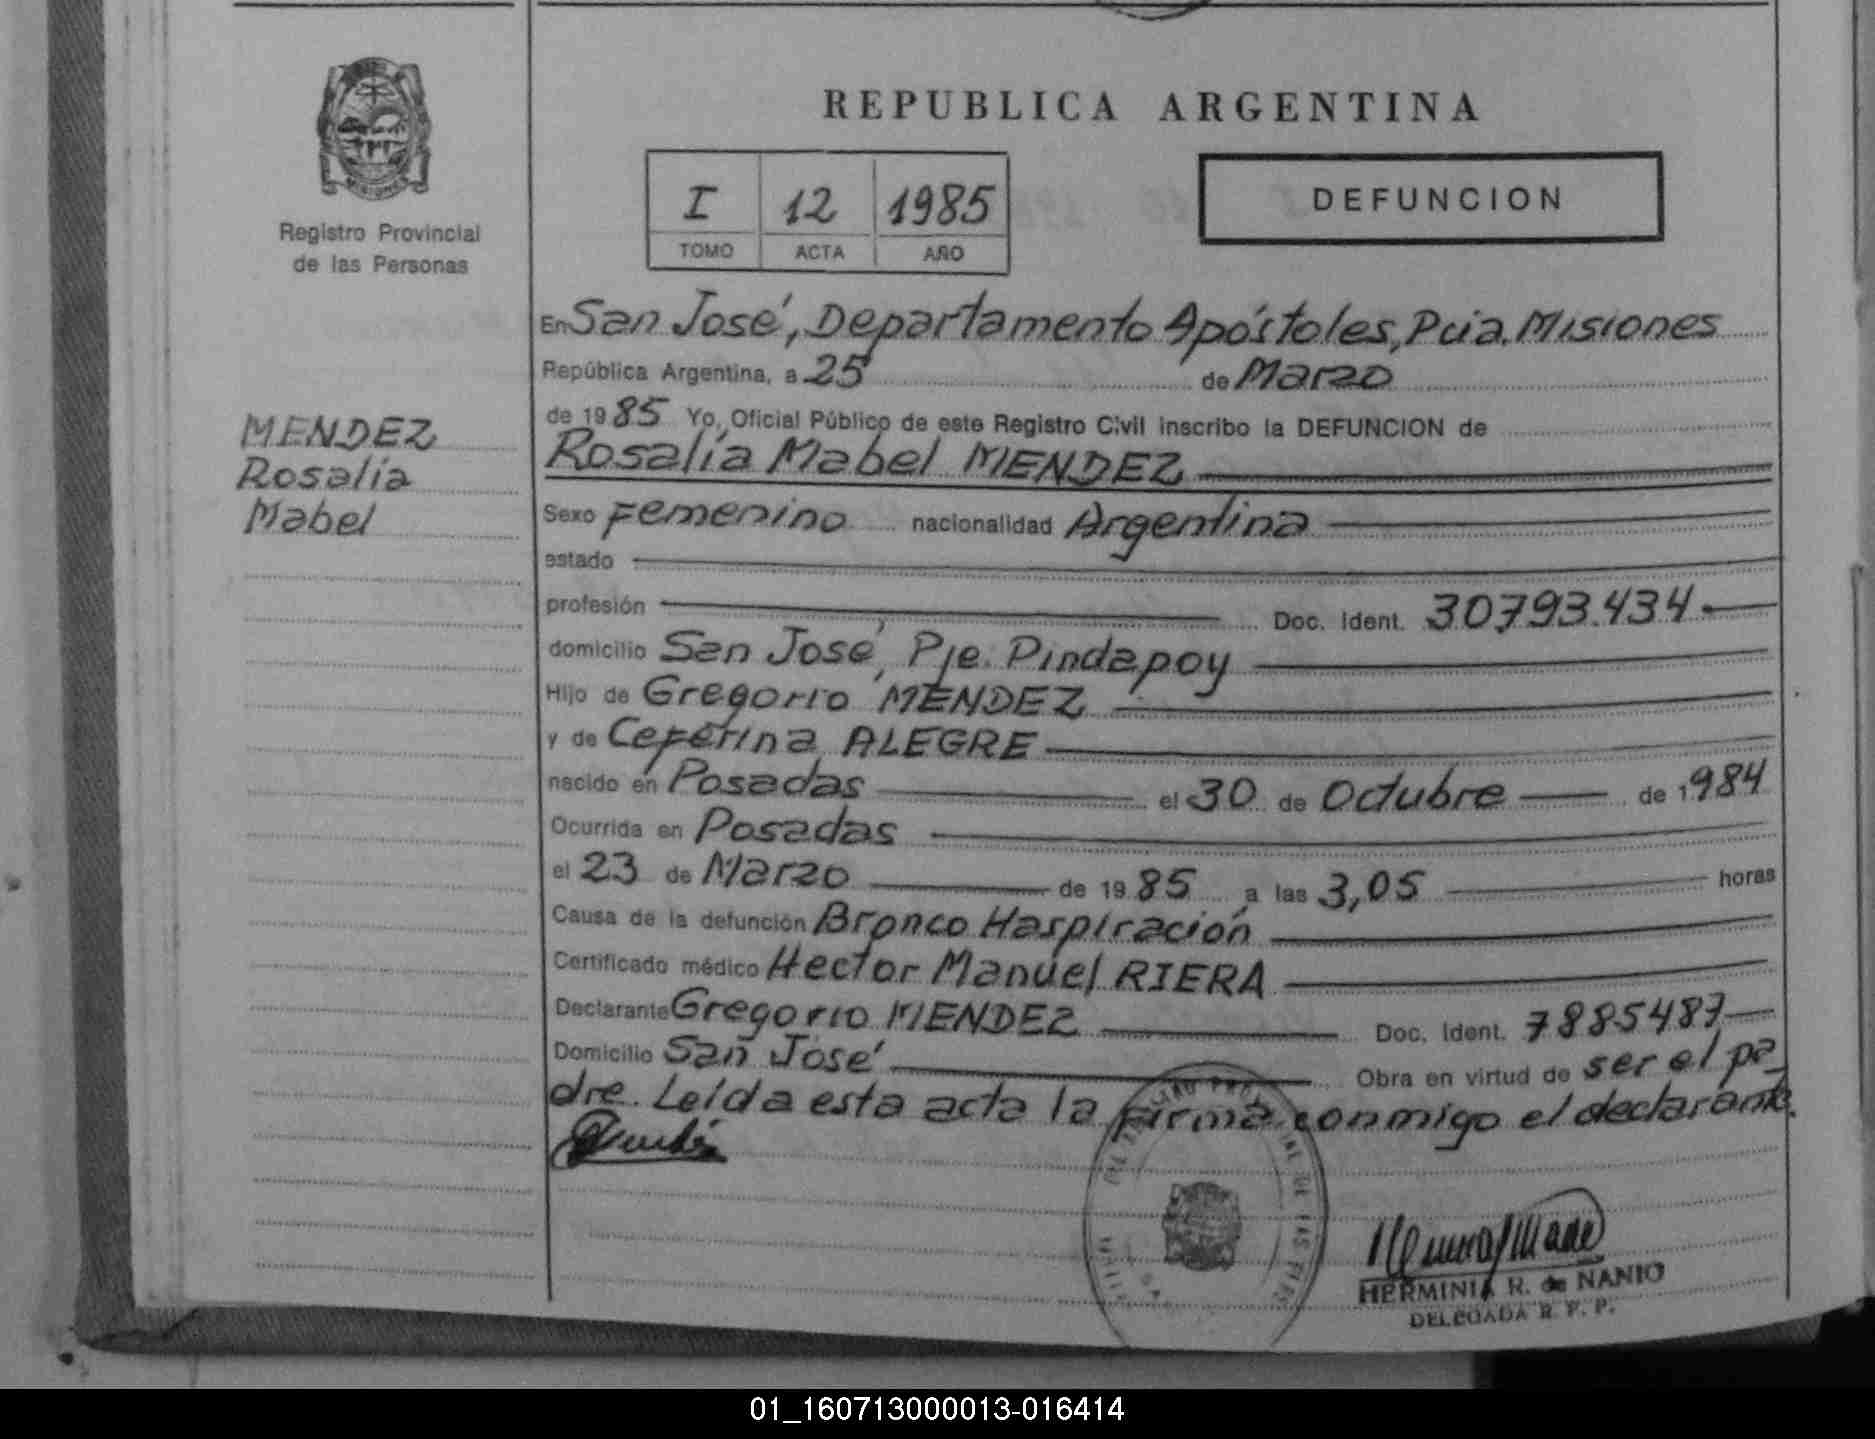 REPUBLICA ARGENTINA
MISIONES
Registro Provincial
de las Personas
I 12 1985
TOMO ACTA AÑO
DEFUNCION
MENDEZ
Rosalía
Mabel
En San José, Departamento Apóstoles, Pcia. Misiones
República Argentina, a 25 de Marzo
de 1985 Yo, Oficial Público de este Registro Civil inscribo la DEFUNCION de
Rosalía Mabel MENDEZ
Sexo Femenino nacionalidad Argentina
estado
profesión Doc. Ident. 30.793.434
domicilio San José, Pje. Pindapoy
Hijo de Gregorio MENDEZ
y de Ceferina ALEGRE
nacido en Posadas el 30 de Octubre de 1984
Ocurrida en Posadas
el 23 de Marzo de 1985 a las 3,05 horas
Causa de la defunción Bronco Haspiración
Certificado médico Hector Manuel RIERA
Declarante Gregorio MENDEZ Doc. Ident. 7885487
Domicilio San José Obra en virtud de ser el pa_
dre. Leída esta acta la firma conmigo el declarante.
HERMINIA R. de NANIO
DELEGADA R. P. P.
01_160713000013-016414